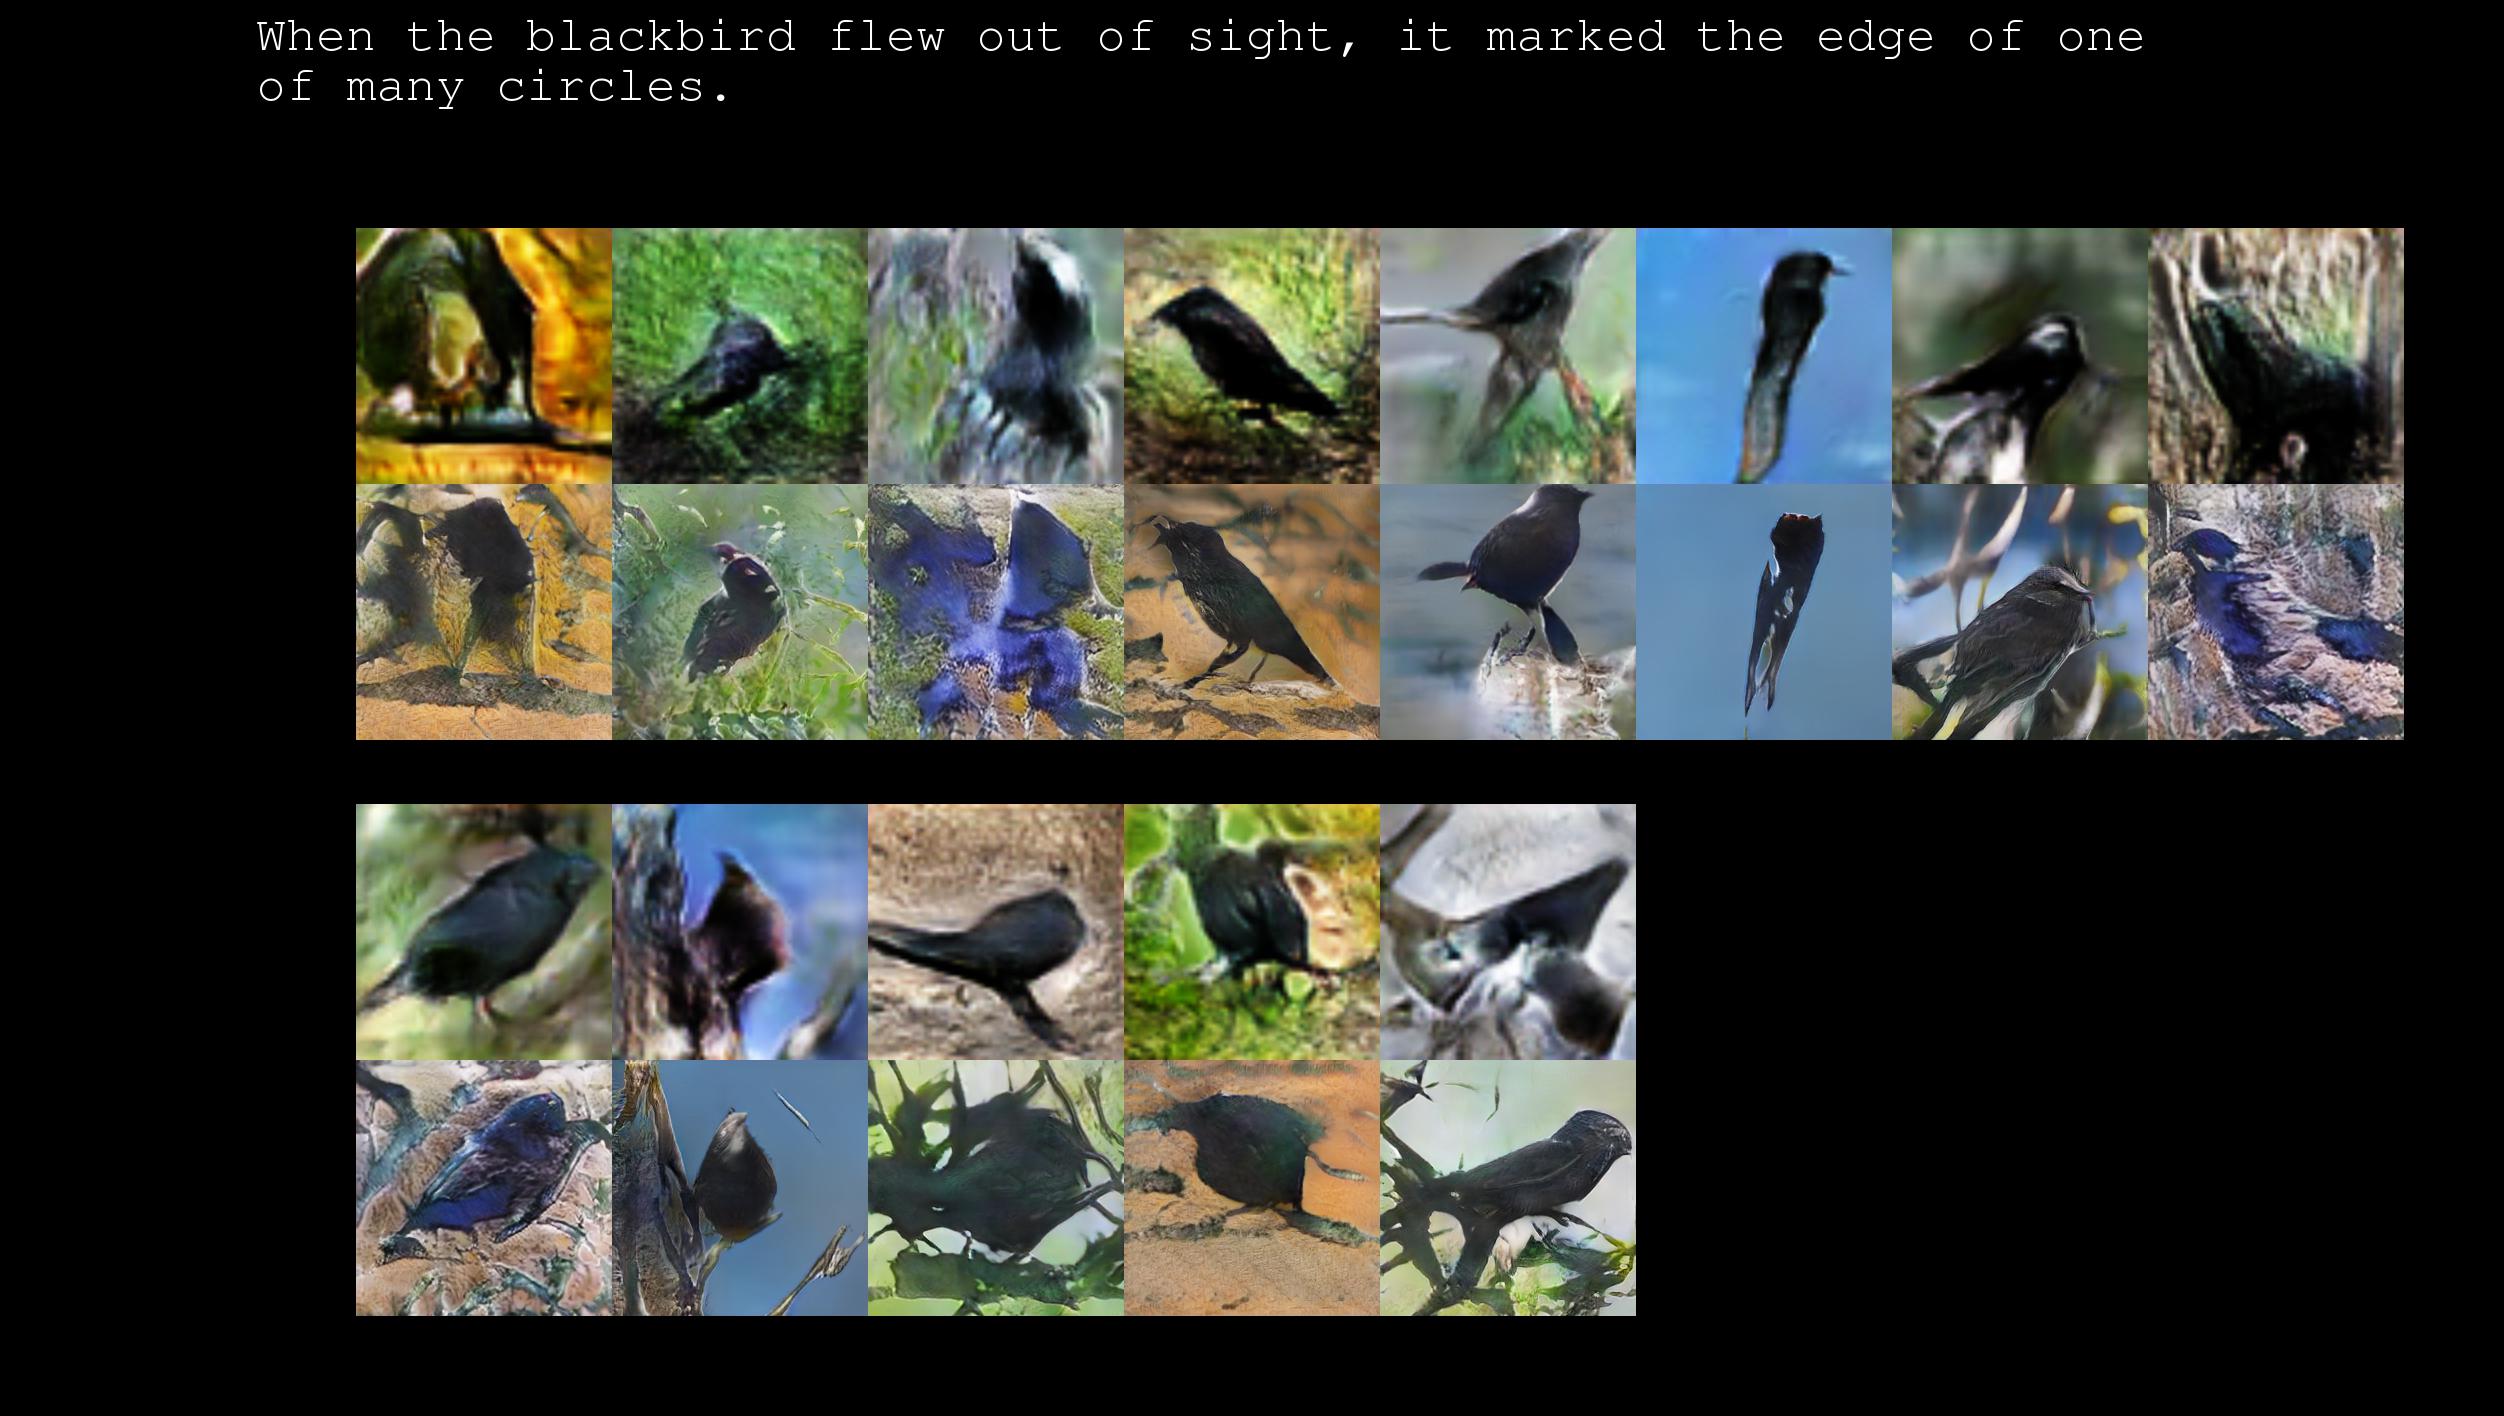 When the blackbird flew out of sight, it marked the edge of one
of many circles.